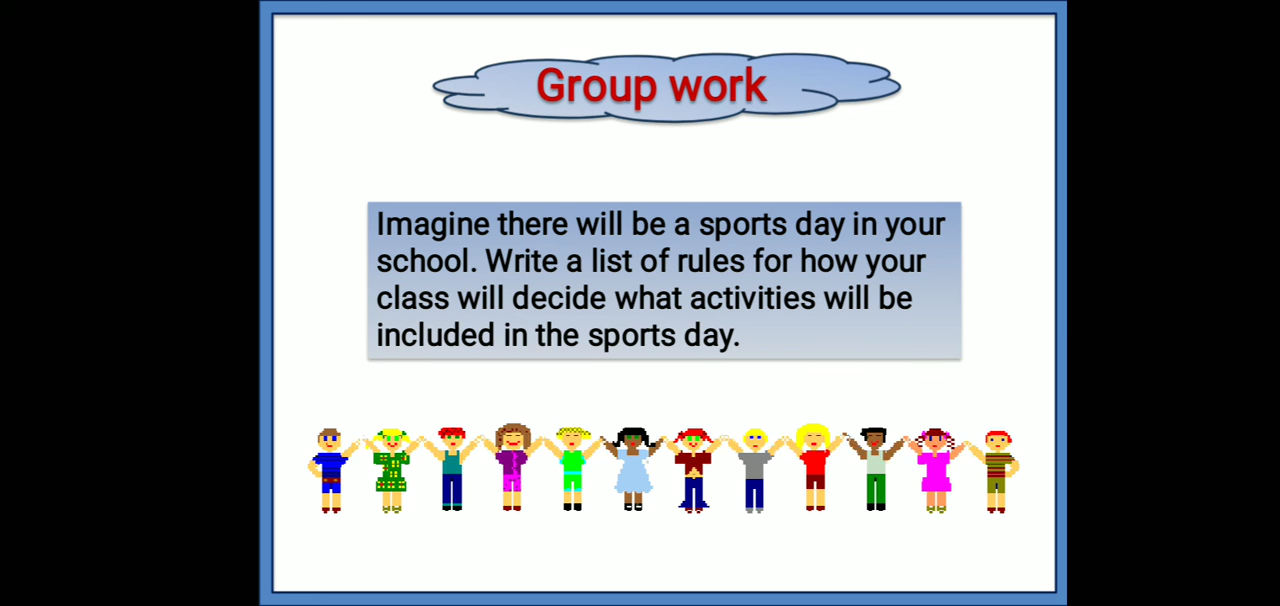 Group work
Imagine there will be a sports day in your
school. Write a list of rules for how your
class will decide what activities will be
included in the sports day.